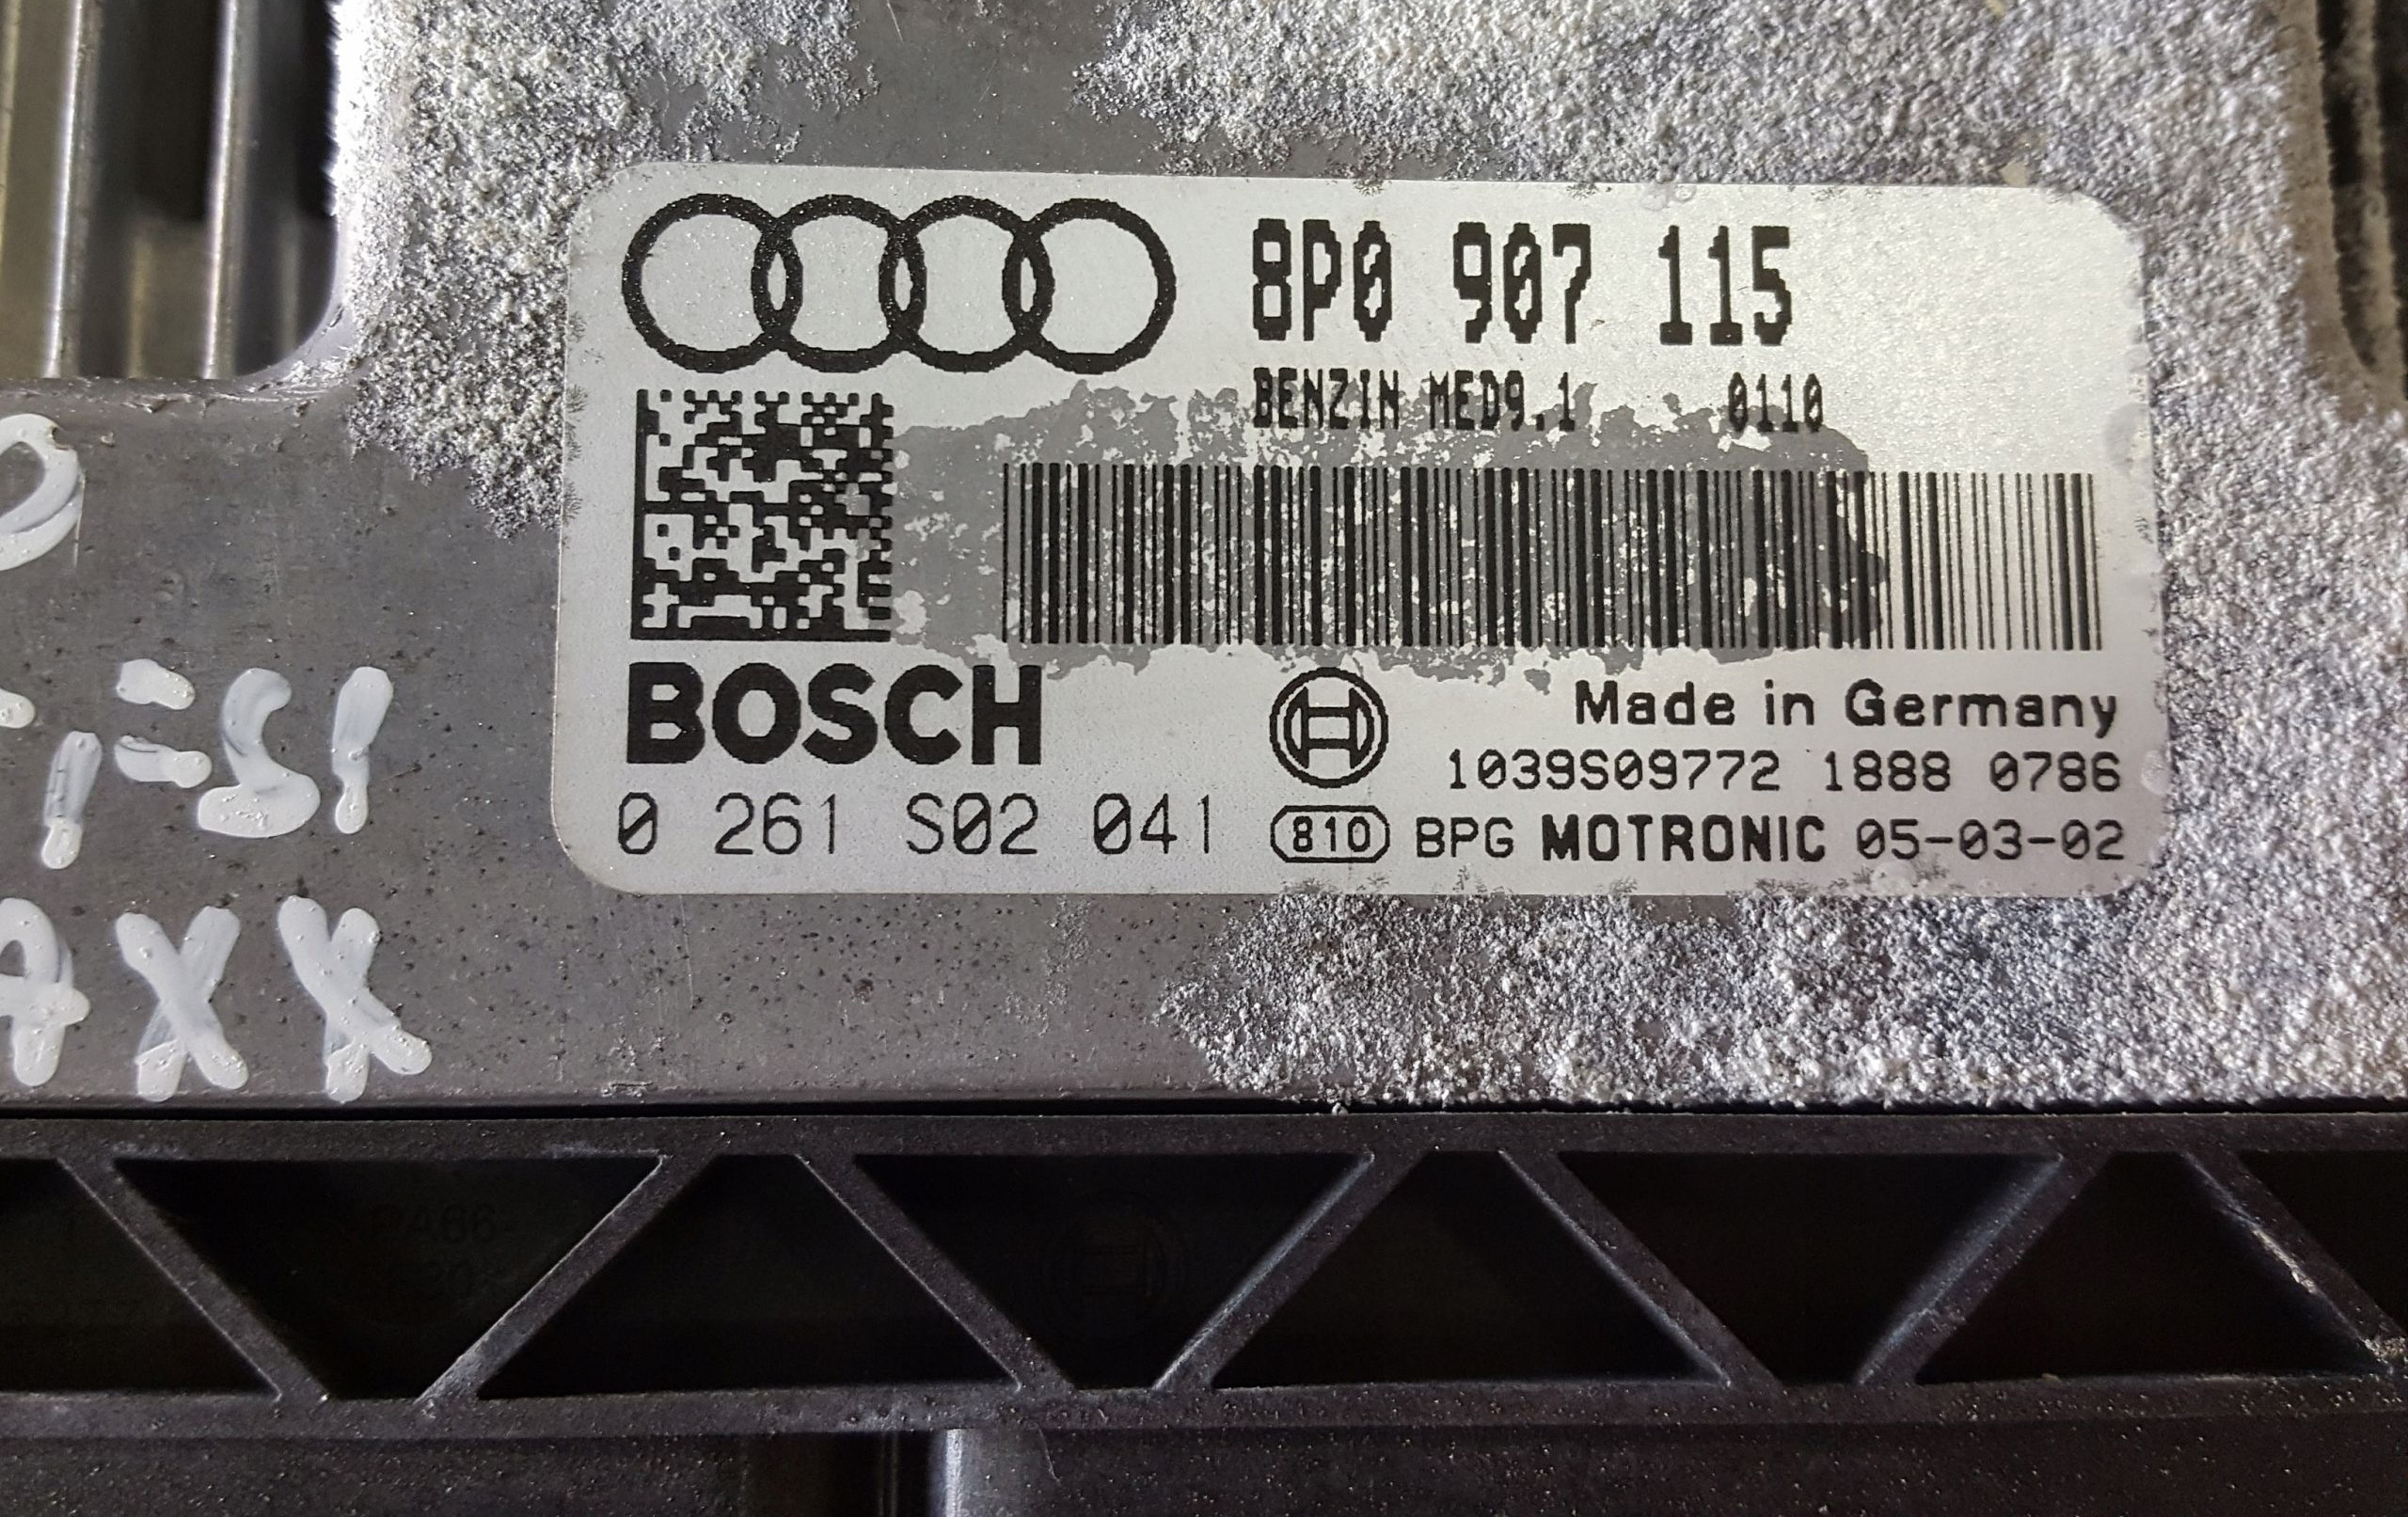 8P0 907 115
BENZIN MED9.1 0110
BOSCH
Made in Germany
1039S09772 1888 0786
0 261 S02 041
810 BPG MOTRONIC 05-03-02
AXX